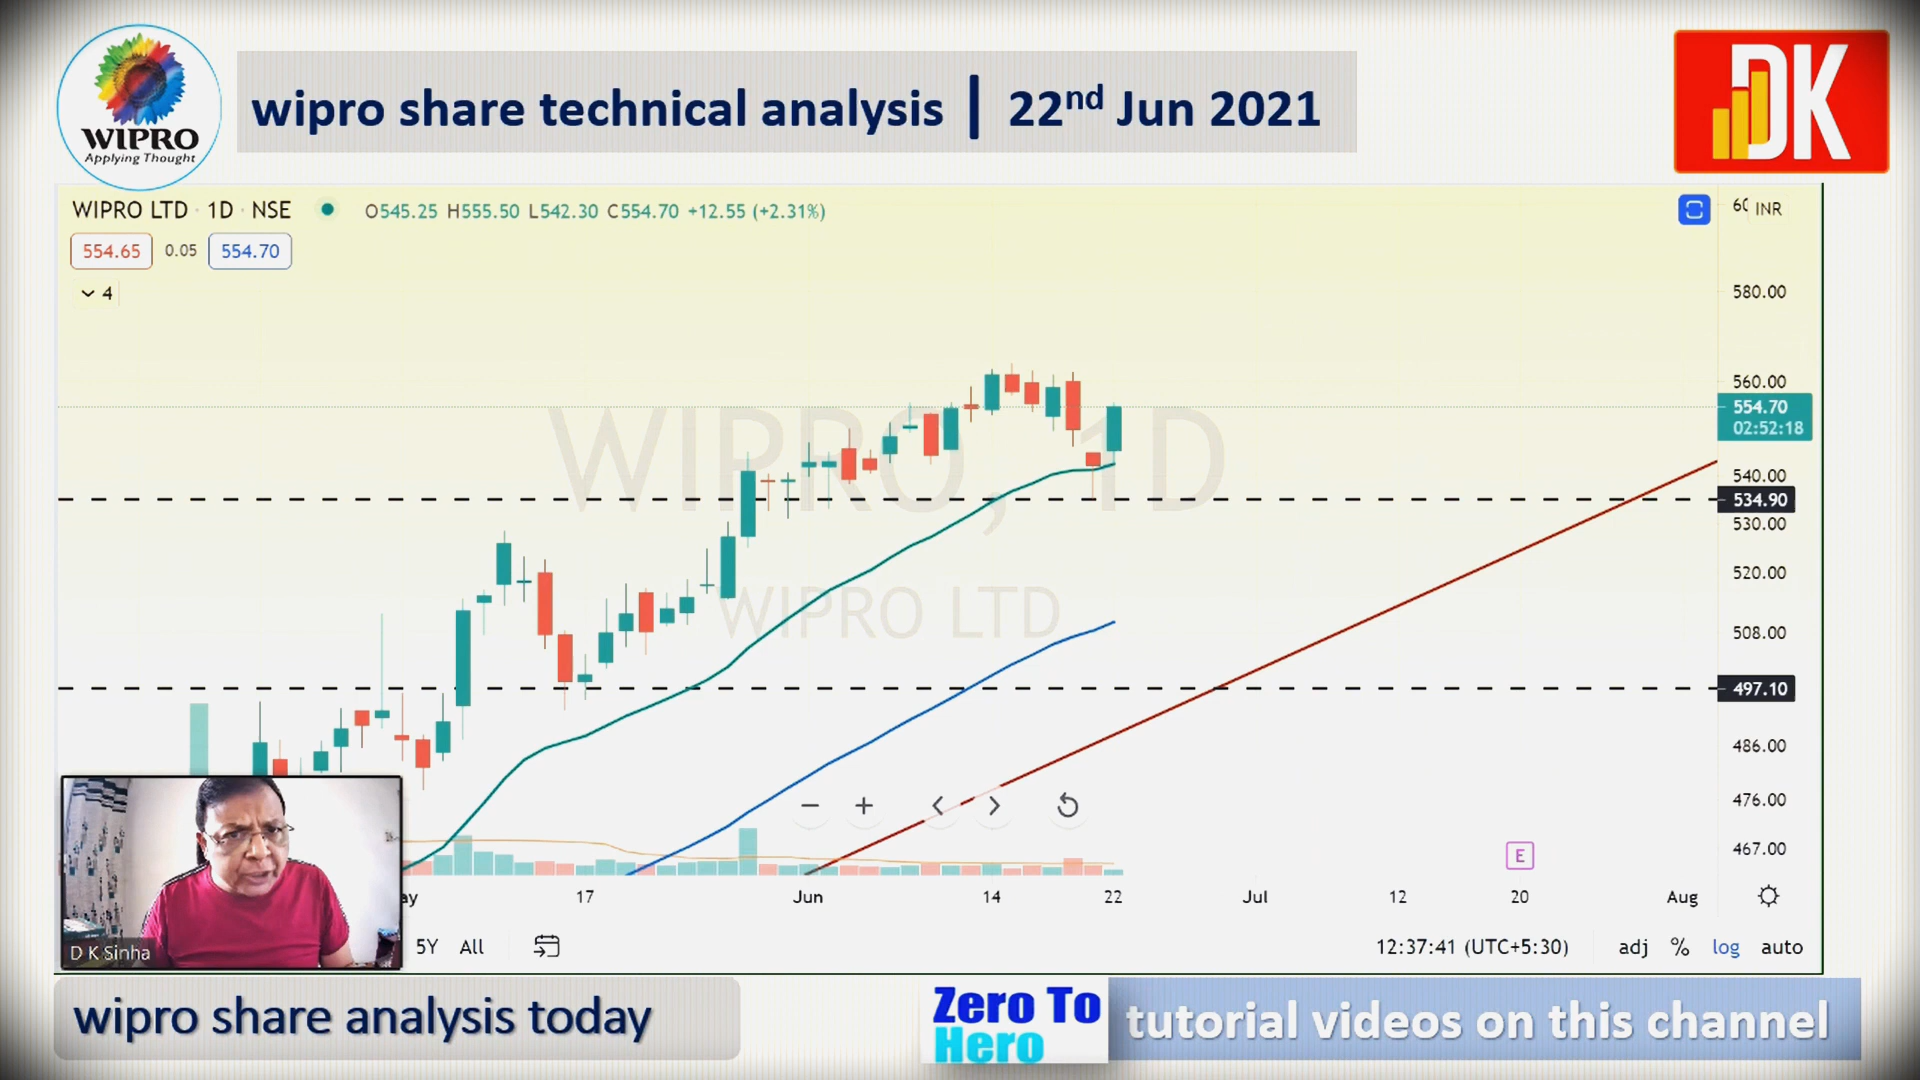 WIPRO
Applying Thought
wipro share technical analysis | 22nd Jun 2021
DK
WIPRO LTD · 1D · NSE
O545.25 H555.50 L542.30 C554.70 +12.55 (+2.31%)
INR
554.65 0.05 554.70
4
580.00
560.00
554.70
02:52:18
540.00
534.90
530.00
520.00
508.00
497.10
486.00
476.00
467.00
WIPRO, 1D
WIPRO LTD
E
ay 17 Jun 14 22 Jul 12 20 Aug
5Y All
12:37:41 (UTC+5:30) adj % log auto
D K Sinha
wipro share analysis today
Zero To
Hero
tutorial videos on this channel